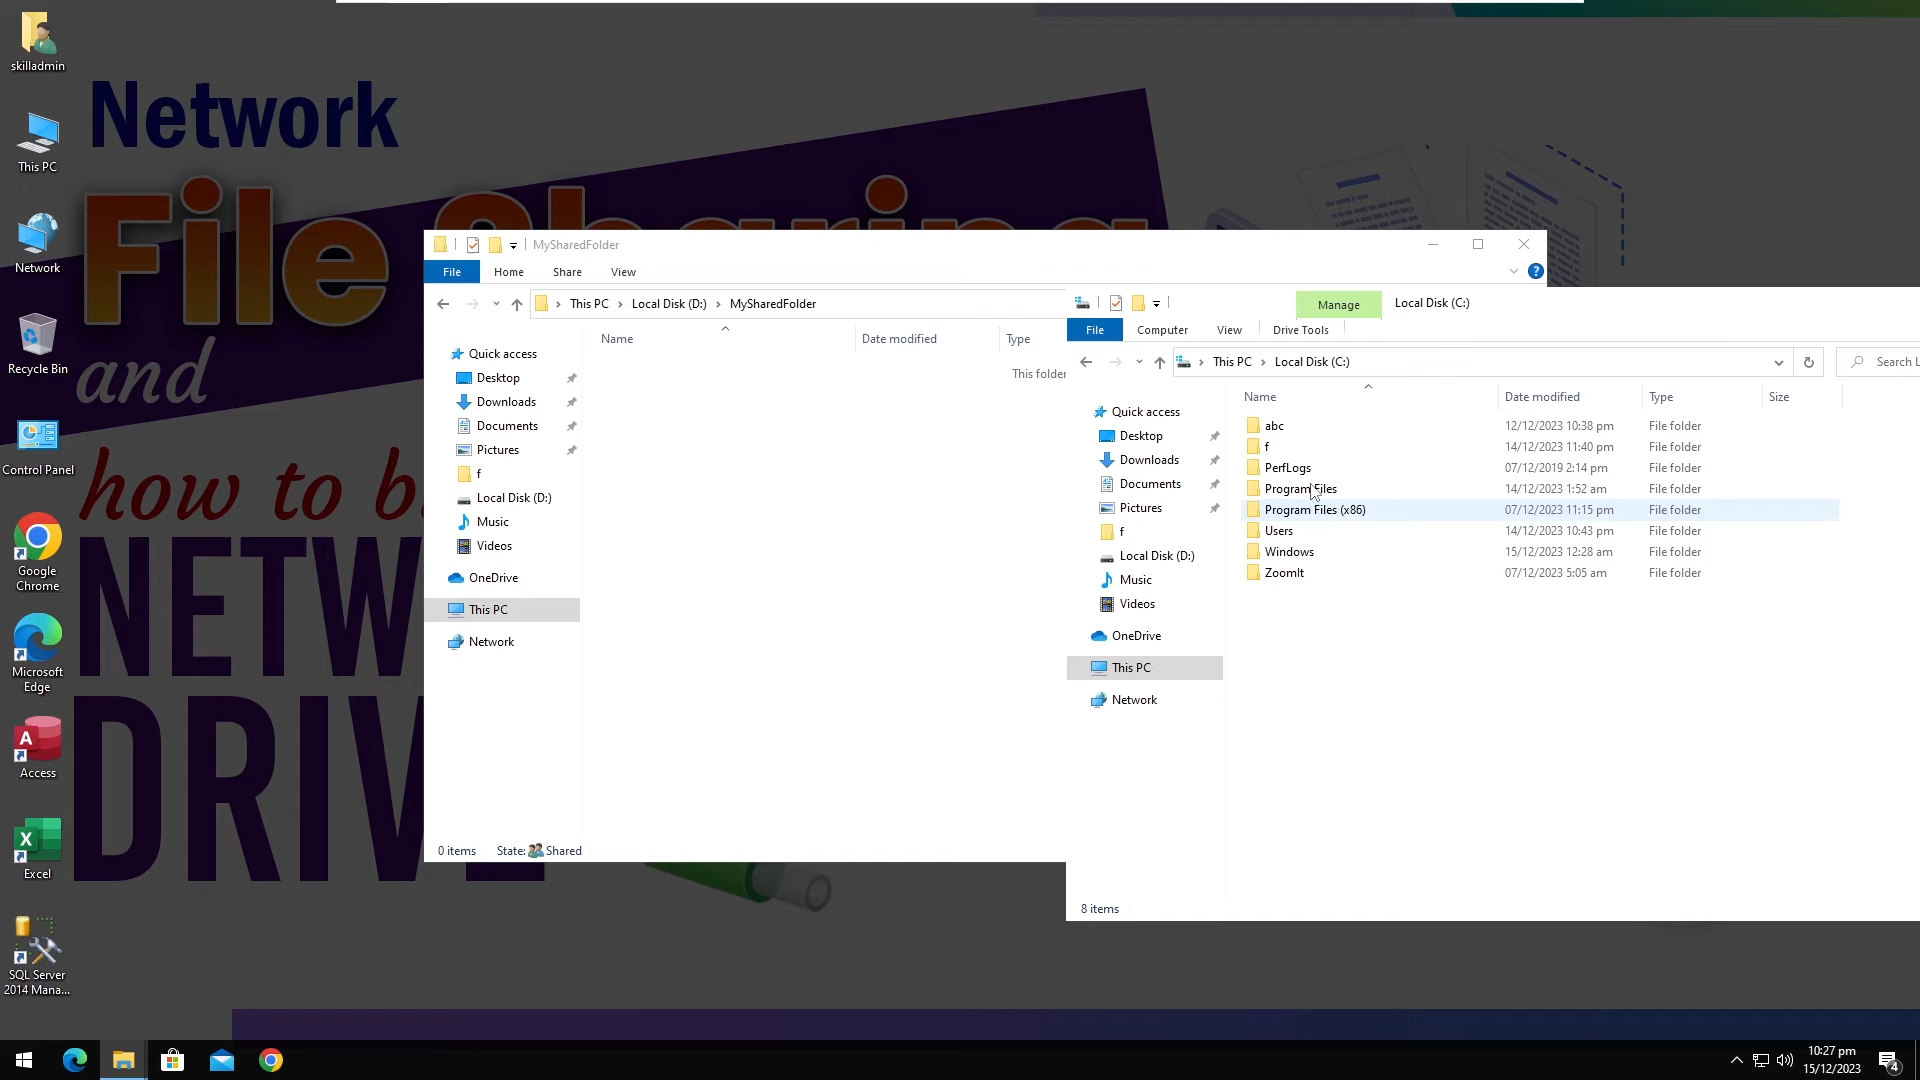 skilladmin
This PC
Network
Recycle Bin
Control Panel
Google
Chrome
Microsoft
Edge
Access
Excel
SQL Server
2014 Mana...
Network
File Sharing
and
how to b
NETW
DRIV
MySharedFolder
File Home Share View
This PC › Local Disk (D:) › MySharedFolder
Name Date modified Type
This folder
Quick access
Desktop
Downloads
Documents
Pictures
f
Local Disk (D:)
Music
Videos
OneDrive
This PC
Network
0 items State: Shared
Manage Local Disk (C:)
File Computer View Drive Tools
This PC › Local Disk (C:)
Search L
Name Date modified Type Size
Quick access
Desktop
Downloads
Documents
Pictures
f
Local Disk (D:)
Music
Videos
OneDrive
This PC
Network
abc 12/12/2023 10:38 pm File folder
f 14/12/2023 11:40 pm File folder
PerfLogs 07/12/2019 2:14 pm File folder
Program Files 14/12/2023 1:52 am File folder
Program Files (x86) 07/12/2023 11:15 pm File folder
Users 14/12/2023 10:43 pm File folder
Windows 15/12/2023 12:28 am File folder
ZoomIt 07/12/2023 5:05 am File folder
8 items
10:27 pm
15/12/2023
4